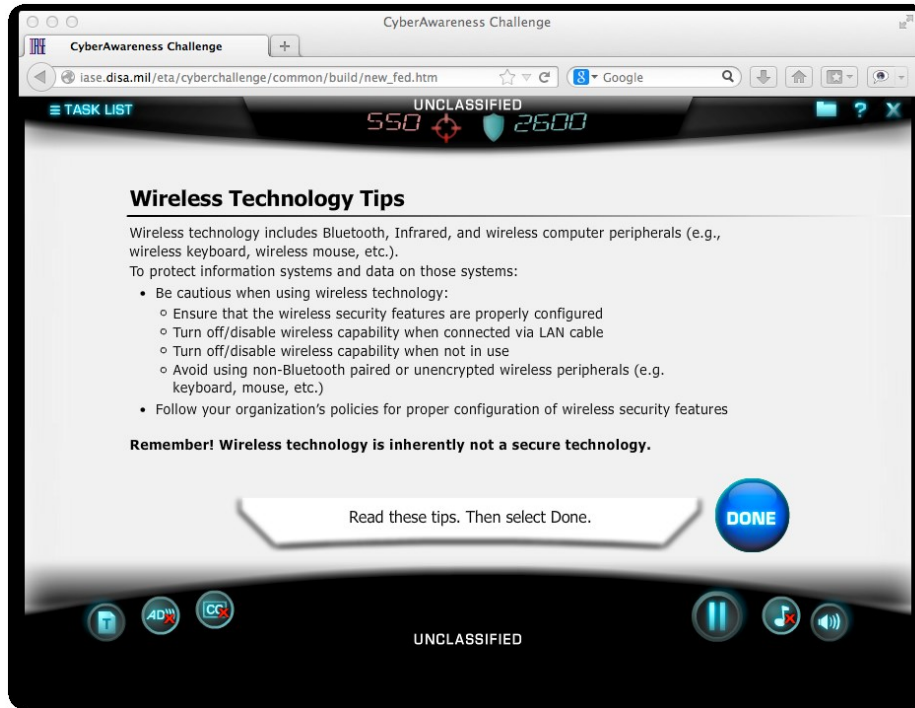 CyberAwareness Challenge
CyberAwareness Challenge
iase.disa.mil/eta/cyberchallenge/common/build/new_fed.htm
Google
TASK LIST
UNCLASSIFIED
550
2600
?
X
Wireless Technology Tips
Wireless technology includes Bluetooth, Infrared, and wireless computer peripherals (e.g.,
wireless keyboard, wireless mouse, etc.).
To protect information systems and data on those systems:
• Be cautious when using wireless technology:
Ensure that the wireless security features are properly configured
Turn off/disable wireless capability when connected via LAN cable
Turn off/disable wireless capability when not in use
Avoid using non-Bluetooth paired or unencrypted wireless peripherals (e.g.
keyboard, mouse, etc.)
• Follow your organization’s policies for proper configuration of wireless security features
Remember! Wireless technology is inherently not a secure technology.
Read these tips. Then select Done.
DONE
T
AD
CC
UNCLASSIFIED